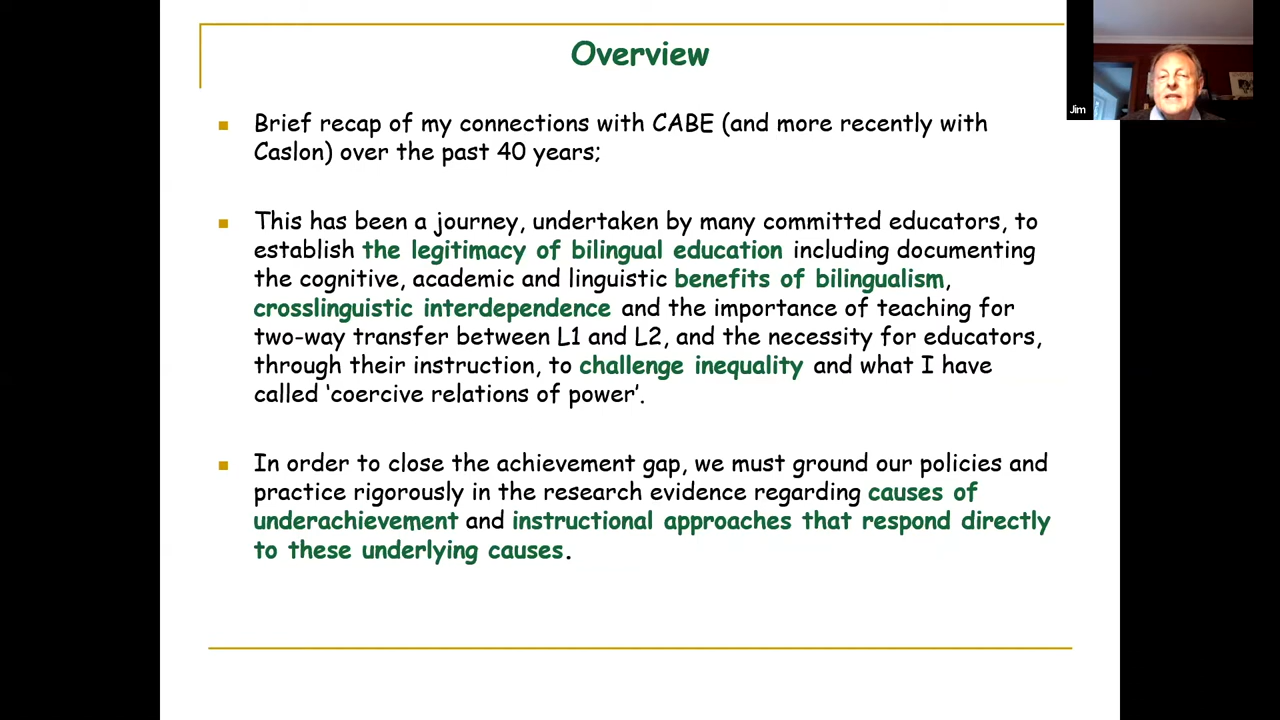 Overview
Jim
Brief recap of my connections with CABE (and more recently with
Caslon) over the past 40 years;
This has been a journey, undertaken by many committed educators, to
establish the legitimacy of bilingual education including documenting
the cognitive, academic and linguistic benefits of bilingualism,
crosslinguistic interdependence and the importance of teaching for
two-way transfer between L1 and L2, and the necessity for educators,
through their instruction, to challenge inequality and what I have
called ‘coercive relations of power’.
In order to close the achievement gap, we must ground our policies and
practice rigorously in the research evidence regarding causes of
underachievement and instructional approaches that respond directly
to these underlying causes.